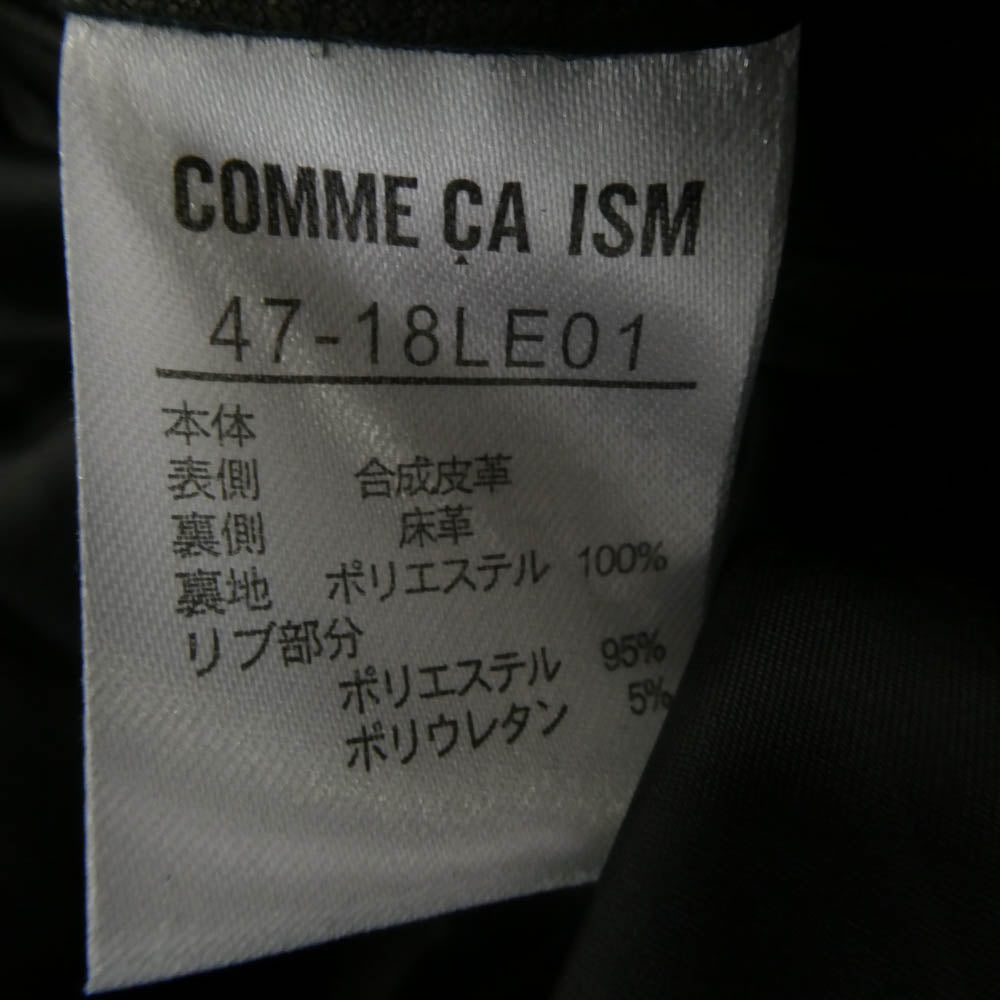 COMME ÇA ISM
47-18LE01
本体
表側 合成皮革
裏側 床革
裏地 ポリエステル 100%
リブ部分
ポリエステル 95%
ポリウレタン 5%